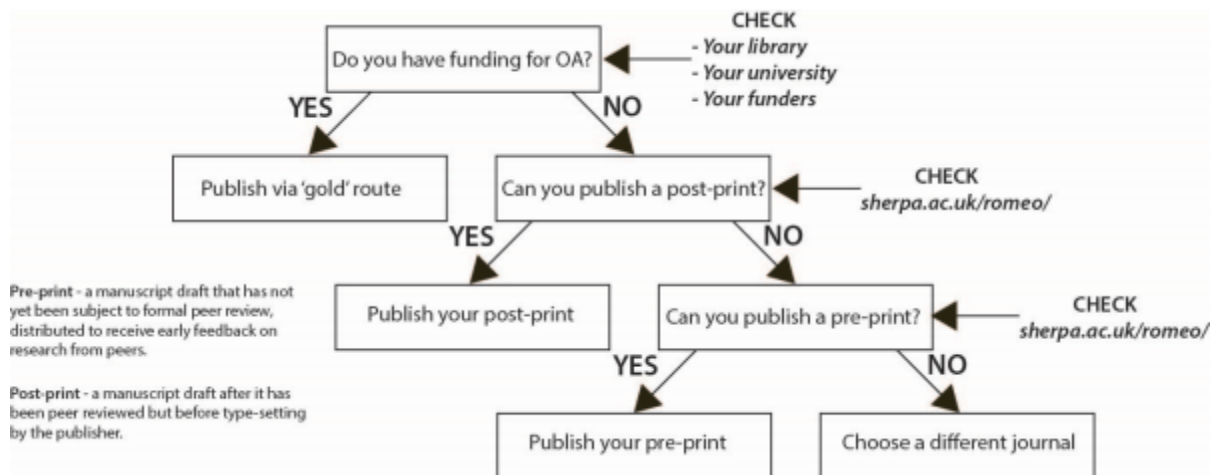 CHECK
- Your library
- Your university
- Your funders
Do you have funding for OA?
YES
NO
Publish via 'gold' route
Can you publish a post-print?
CHECK
sherpa.ac.uk/romeo/
YES
NO
Publish your post-print
Can you publish a pre-print?
CHECK
sherpa.ac.uk/romeo/
Pre-print - a manuscript draft that has not
yet been subject to formal peer review,
distributed to receive early feedback on
research from peers.
YES
NO
Post-print - a manuscript draft after it has
been peer reviewed but before type-setting
by the publisher.
Publish your pre-print
Choose a different journal